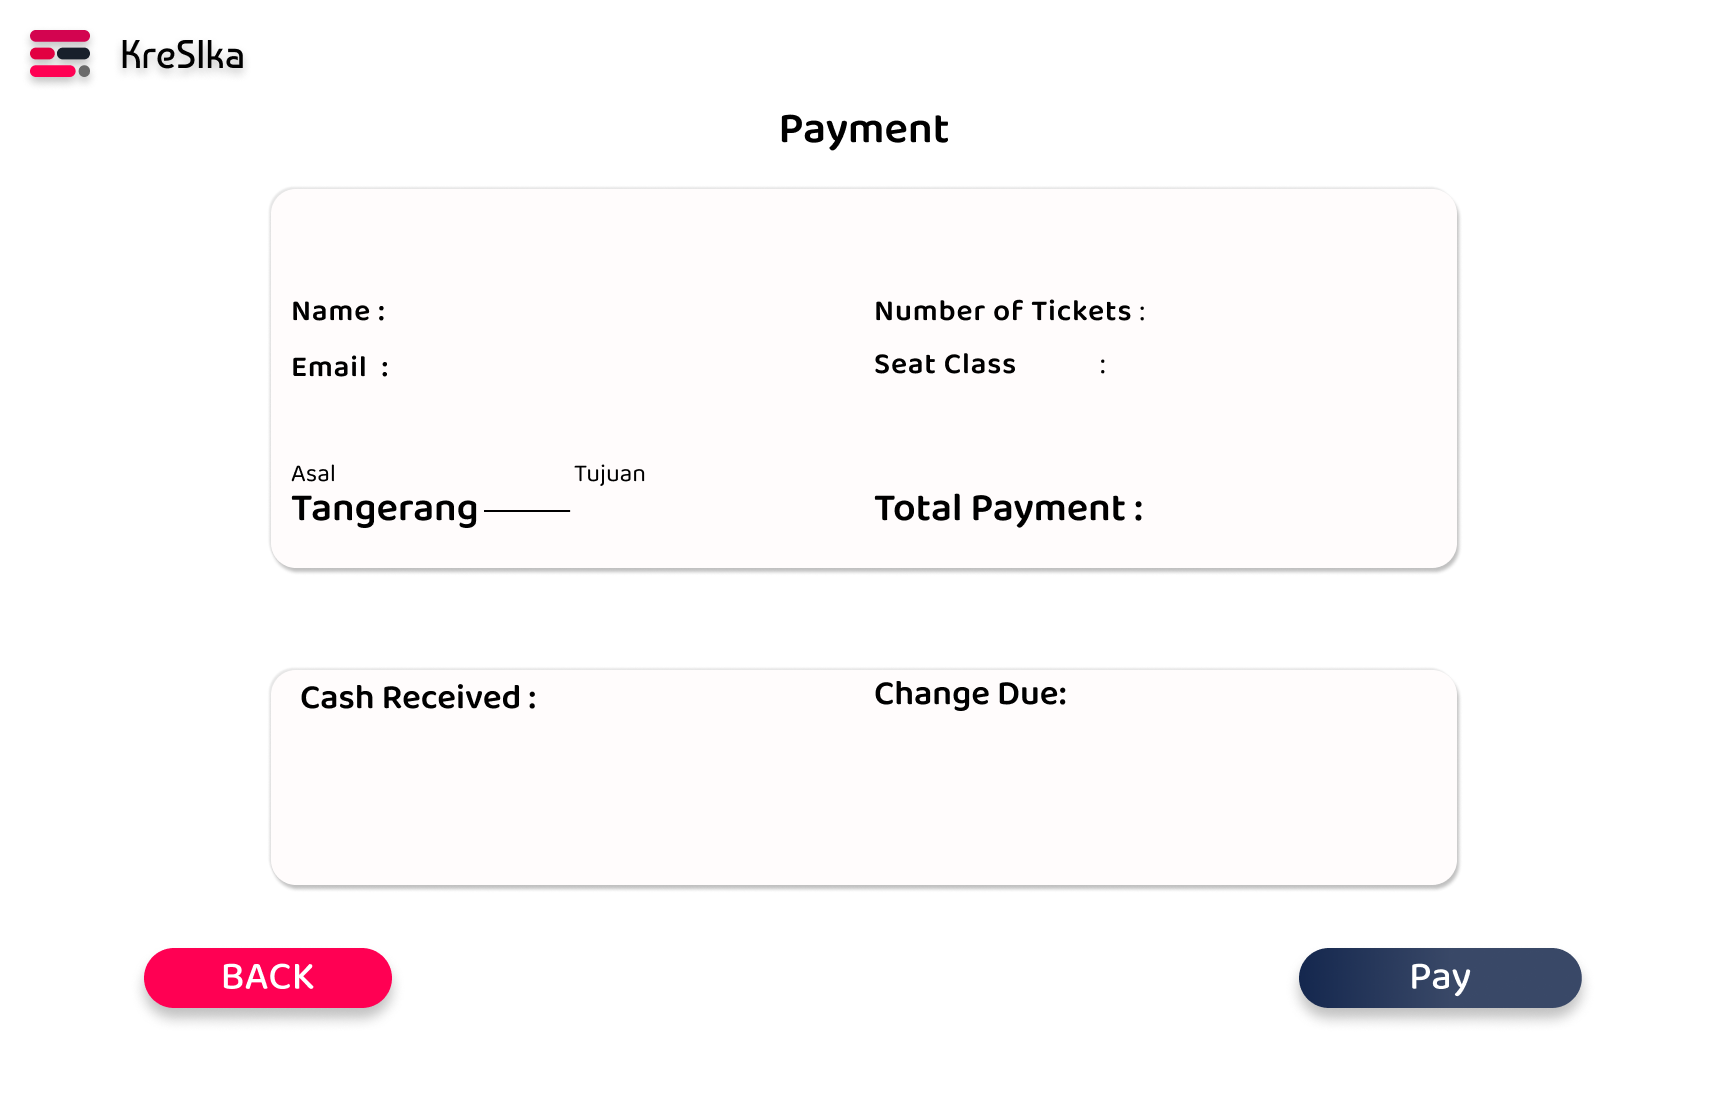 KreSIka
Payment
Name :
Number of Tickets :
Email :
Seat Class :
Asal
Tujuan
Tangerang
Total Payment :
Cash Received :
Change Due:
BACK
Pay